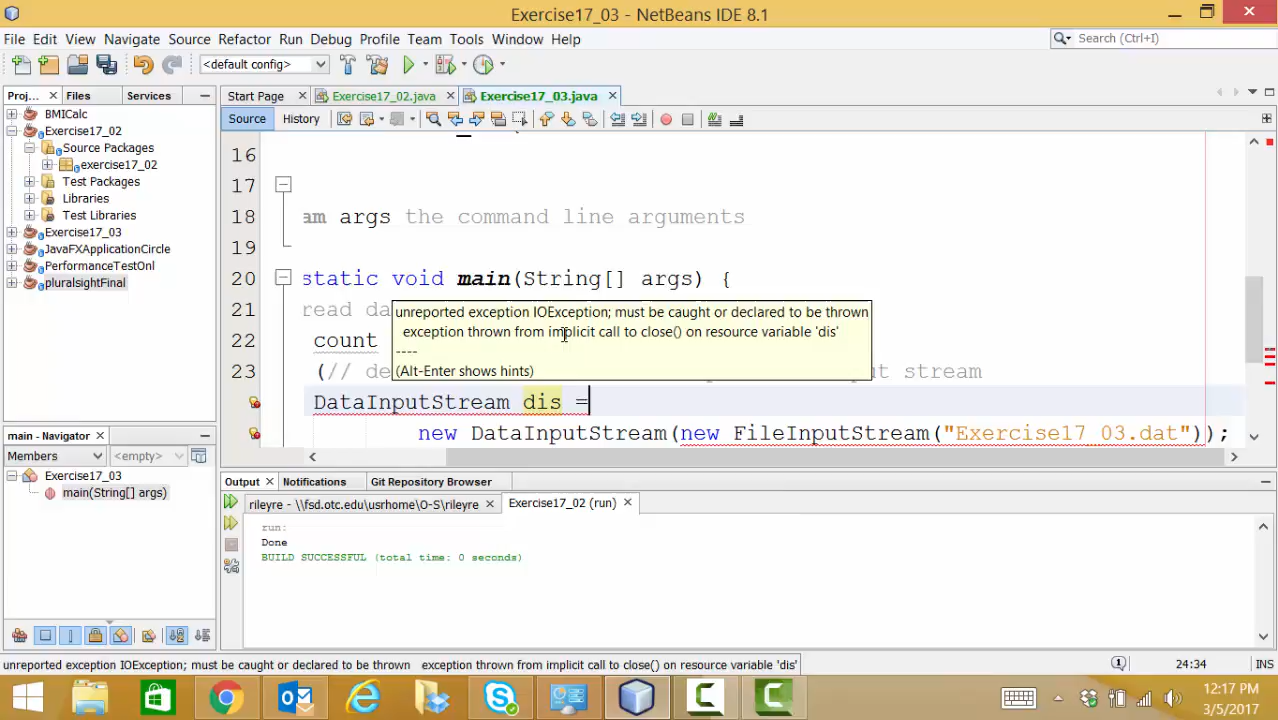 Exercise17_03 - NetBeans IDE 8.1
File Edit View Navigate Source Refactor Run Debug Profile Team Tools Window Help
Search (Ctrl+I)
<default config>
Proj... Files Services
Start Page Exercise17_02.java Exercise17_03.java
Source History
BMICalc
Exercise17_02
Source Packages
exercise17_02
Test Packages
Libraries
Test Libraries
Exercise17_03
JavaFXApplicationCircle
PerformanceTestOnl
pluralsightFinal
16
17
18 am args the command line arguments
19
20 static void main(String[] args) {
21 read da
22 count
23 (// de
put stream
unreported exception IOException; must be caught or declared to be thrown
exception thrown from implicit call to close() on resource variable 'dis'
----
(Alt-Enter shows hints)
DataInputStream dis =
new DataInputStream(new FileInputStream("Exercise17_03.dat"));
main - Navigator
Members <empty>
Exercise17_03
main(String[] args)
Output Notifications Git Repository Browser
rileyre - \\fsd.otc.edu\usrhome\O-S\rileyre Exercise17_02 (run)
run:
Done
BUILD SUCCESSFUL (total time: 0 seconds)
unreported exception IOException; must be caught or declared to be thrown exception thrown from implicit call to close() on resource variable 'dis'
24:34 INS
12:17 PM
3/5/2017